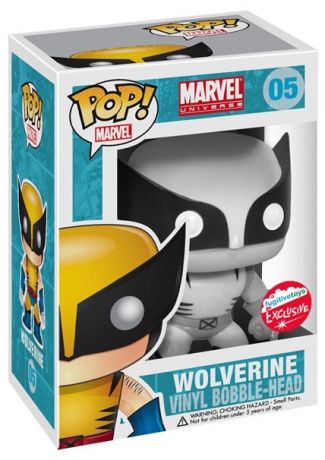 POP!
MARVEL
MARVEL
UNIVERSE
05
POP!
MARVEL
fugitivetoys
EXCLUSIVE
05
WOLVERINE
VINYL BOBBLE-HEAD
WARNING: CHOKING HAZARD - Small Parts.
Not for children under 3 years of age.